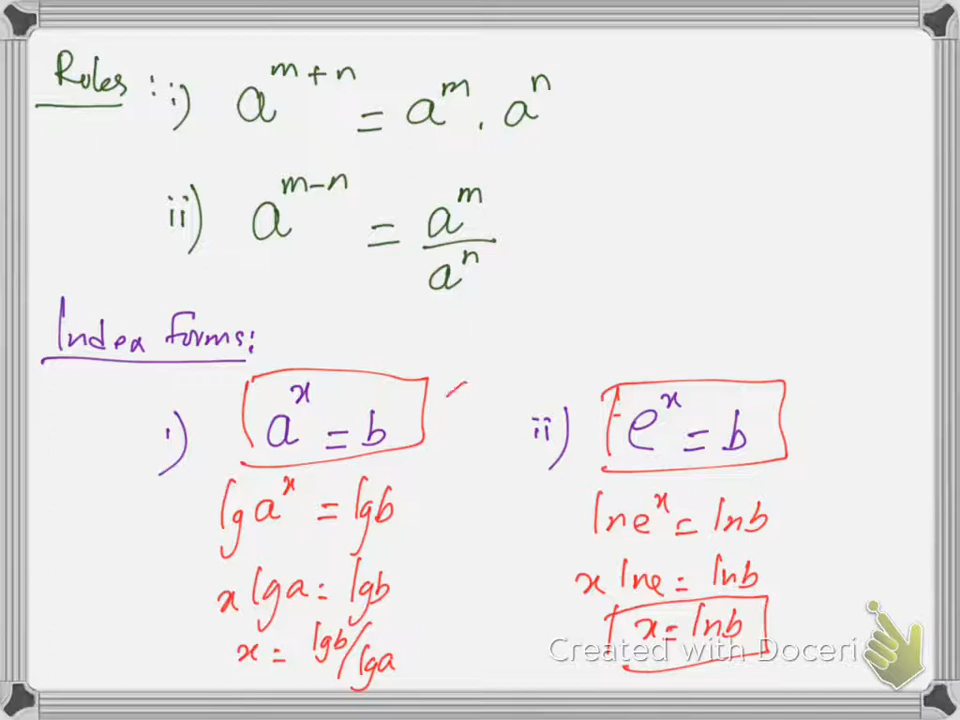 Rules :i) a^{m+n} = a^m . a^n
ii) a^{m-n} = a^m / a^n
Index forms:
i) a^x = b
lg a^x = lg b
x lg a = lg b
x = lg b / lg a
ii) e^x = b
ln e^x = ln b
x ln e = ln b
x = ln b
Created with Doceri